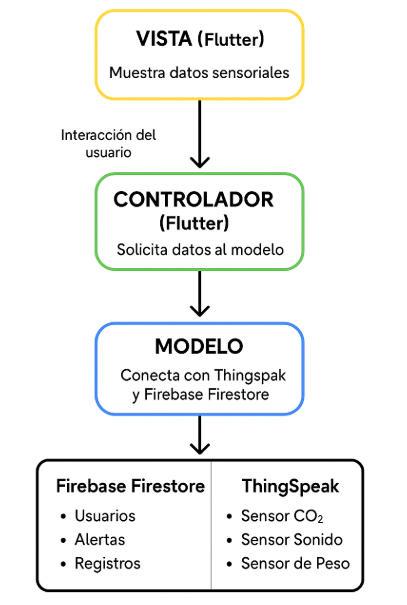 VISTA (Flutter)
Muestra datos sensoriales
Interacción del
usuario
CONTROLADOR
(Flutter)
Solicita datos al modelo
MODELO
Conecta con Thingspak
y Firebase Firestore
Firebase Firestore
• Usuarios
• Alertas
• Registros
ThingSpeak
• Sensor CO₂
• Sensor Sonido
• Sensor de Peso